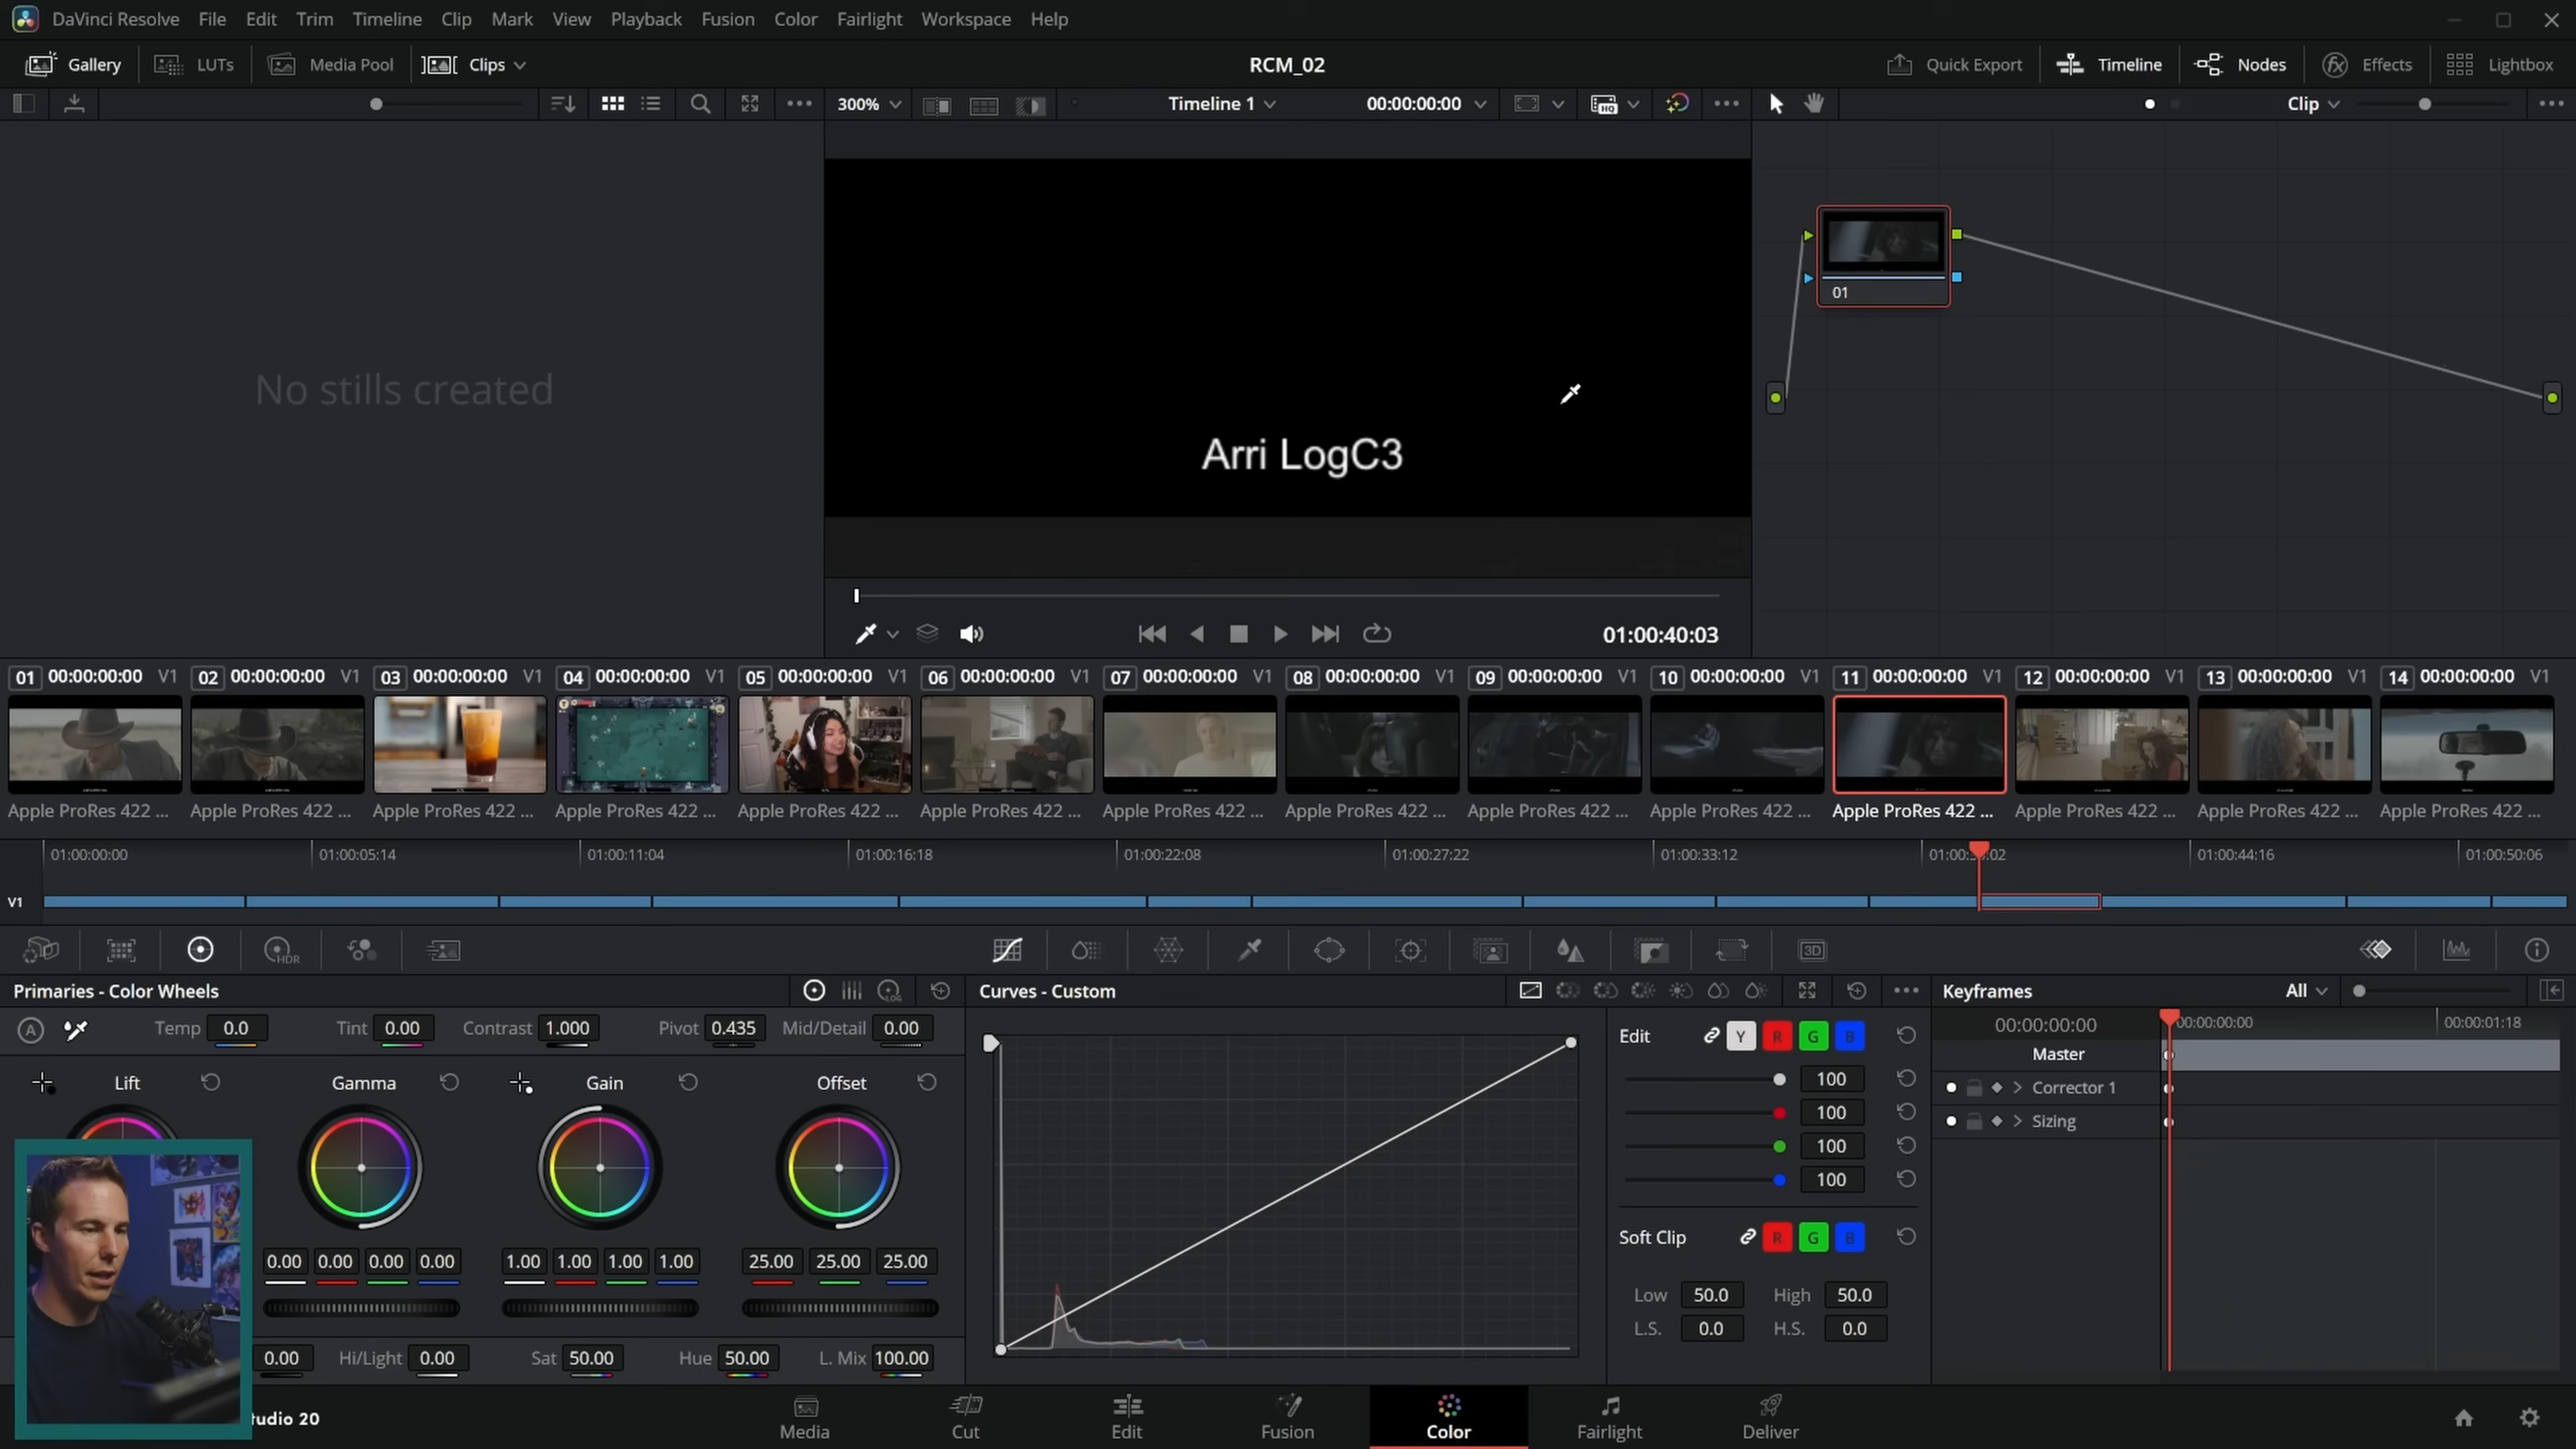 DaVinci Resolve File Edit Trim Timeline Clip Mark View Playback Fusion Color Fairlight Workspace Help
Gallery LUTs Media Pool Clips RCM_02 Quick Export Timeline Nodes Effects Lightbox
300% Timeline 1 00:00:00:00 Clip
No stills created
Arri LogC3
01
01:00:40:03
01 00:00:00:00 V1 02 00:00:00:00 V1 03 00:00:00:00 V1 04 00:00:00:00 V1 05 00:00:00:00 V1 06 00:00:00:00 V1 07 00:00:00:00 V1 08 00:00:00:00 V1 09 00:00:00:00 V1 10 00:00:00:00 V1 11 00:00:00:00 V1 12 00:00:00:00 V1 13 00:00:00:00 V1 14 00:00:00:00 V1
Apple ProRes 422 ... Apple ProRes 422 ... Apple ProRes 422 ... Apple ProRes 422 ... Apple ProRes 422 ... Apple ProRes 422 ... Apple ProRes 422 ... Apple ProRes 422 ... Apple ProRes 422 ... Apple ProRes 422 ... Apple ProRes 422 ... Apple ProRes 422 ... Apple ProRes 422 ... Apple ProRes 422 ...
01:00:00:00 01:00:05:14 01:00:11:04 01:00:16:18 01:00:22:08 01:00:27:22 01:00:33:12 01:00: :02 01:00:44:16 01:00:50:06
V1
HDR 3D
Primaries - Color Wheels LOG Curves - Custom Keyframes All
A Temp 0.0 Tint 0.00 Contrast 1.000 Pivot 0.435 Mid/Detail 0.00 Edit Y R G B 00:00:00:00 00:00:00:00 00:00:01:18
Master
Lift Gamma Gain Offset 100 Corrector 1
100 Sizing
100
100
0.00 0.00 0.00 0.00 1.00 1.00 1.00 1.00 25.00 25.00 25.00 Soft Clip R G B
Low 50.0 High 50.0
L.S. 0.0 H.S. 0.0
0.00 Hi/Light 0.00 Sat 50.00 Hue 50.00 L. Mix 100.00
tudio 20 Media Cut Edit Fusion Color Fairlight Deliver